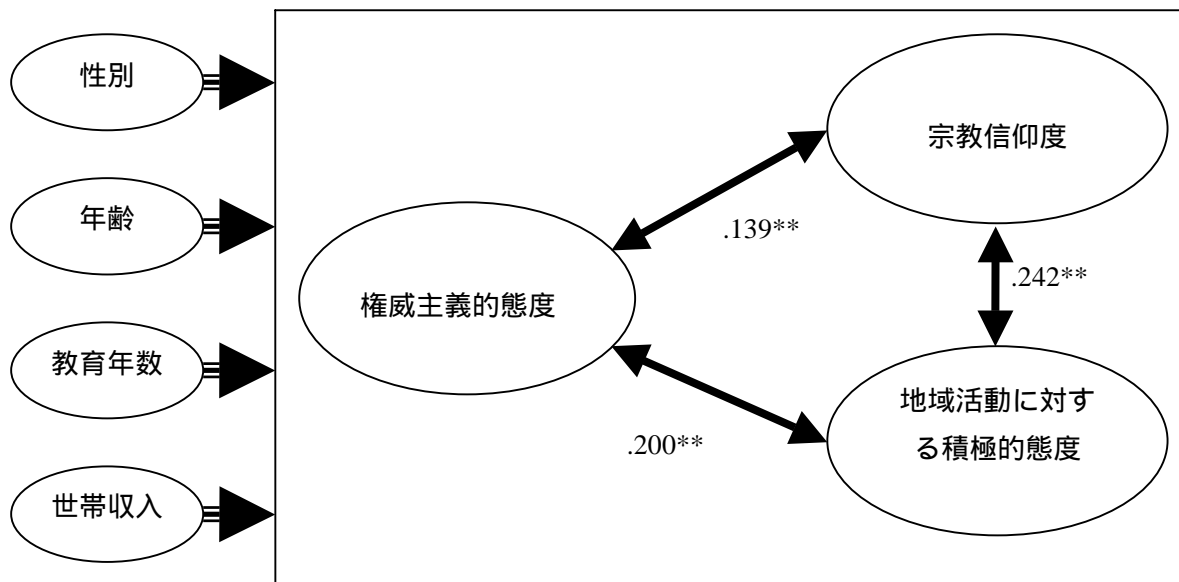 性別
年齢
教育年数
世帯収入
権威主義的態度
宗教信仰度
地域活動に対す
る積極的態度
.139**
.242**
.200**